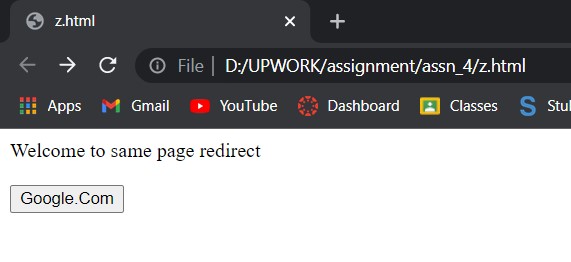 z.html
File | D:/UPWORK/assignment/assn_4/z.html
Apps Gmail YouTube Dashboard Classes Stu
Welcome to same page redirect
Google.Com